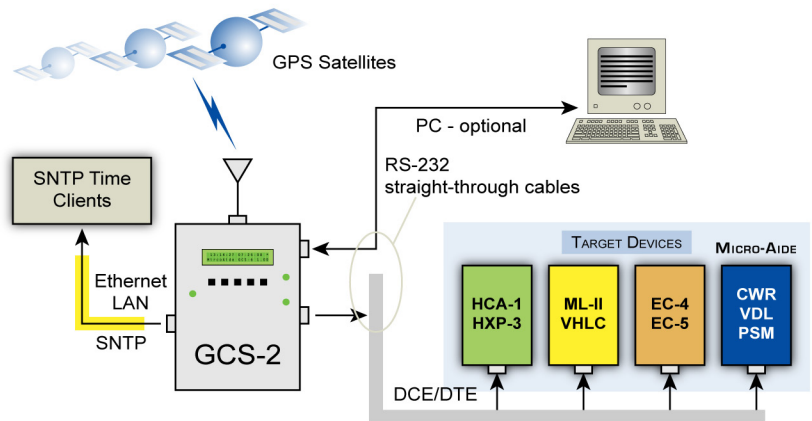 GPS Satellites
PC - optional
RS-232
straight-through cables
SNTP Time
Clients
Ethernet
LAN
SNTP
GCS-2
TARGET DEVICES
MICRO-AIDE
HCA-1
HXP-3
ML-II
VHLC
EC-4
EC-5
CWR
VDL
PSM
DCE/DTE